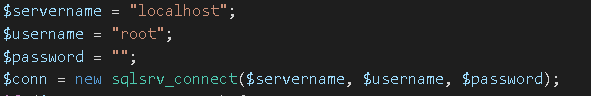 $servername = "localhost";
$username = "root";
$password = "";
$conn = new sqlsrv_connect($servername, $username, $password);